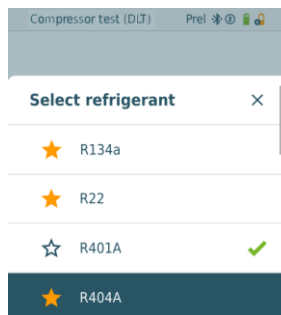 Compressor test (DLT) Prel
Select refrigerant
R134a
R22
R401A
R404A